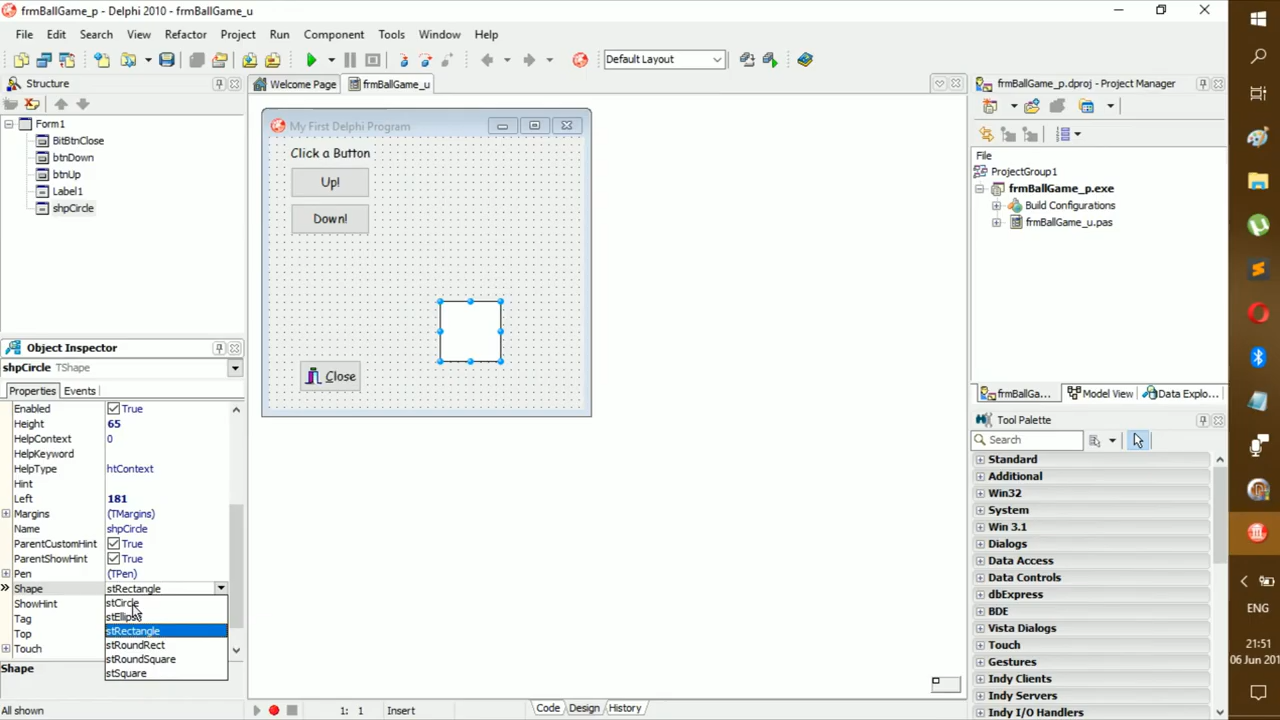 frmBallGame_p - Delphi 2010 - frmBallGame_u
File Edit Search View Refactor Project Run Component Tools Window Help
Default Layout
Structure
Form1
BitBtnClose
btnDown
btnUp
Label1
shpCircle
Object Inspector
shpCircle TShape
Properties Events
Enabled True
Height 65
HelpContext 0
HelpKeyword
HelpType htContext
Hint
Left 181
Margins (TMargins)
Name shpCircle
ParentCustomHint True
ParentShowHint True
Pen (TPen)
Shape stRectangle
ShowHint
Tag
Top
Touch
stCircle
stEllipse
stRectangle
stRoundRect
stRoundSquare
stSquare
Shape
All shown
Welcome Page frmBallGame_u
My First Delphi Program
Click a Button
Up!
Down!
Close
1: 1 Insert
Code Design History
frmBallGame_p.dproj - Project Manager
File
ProjectGroup1
frmBallGame_p.exe
Build Configurations
frmBallGame_u.pas
frmBallGa... Model View Data Explo...
Tool Palette
Search
Standard
Additional
Win32
System
Win 3.1
Dialogs
Data Access
Data Controls
dbExpress
BDE
Vista Dialogs
Touch
Gestures
Indy Clients
Indy Servers
Indy I/O Handlers
ENG
21:51
06 Jun 201